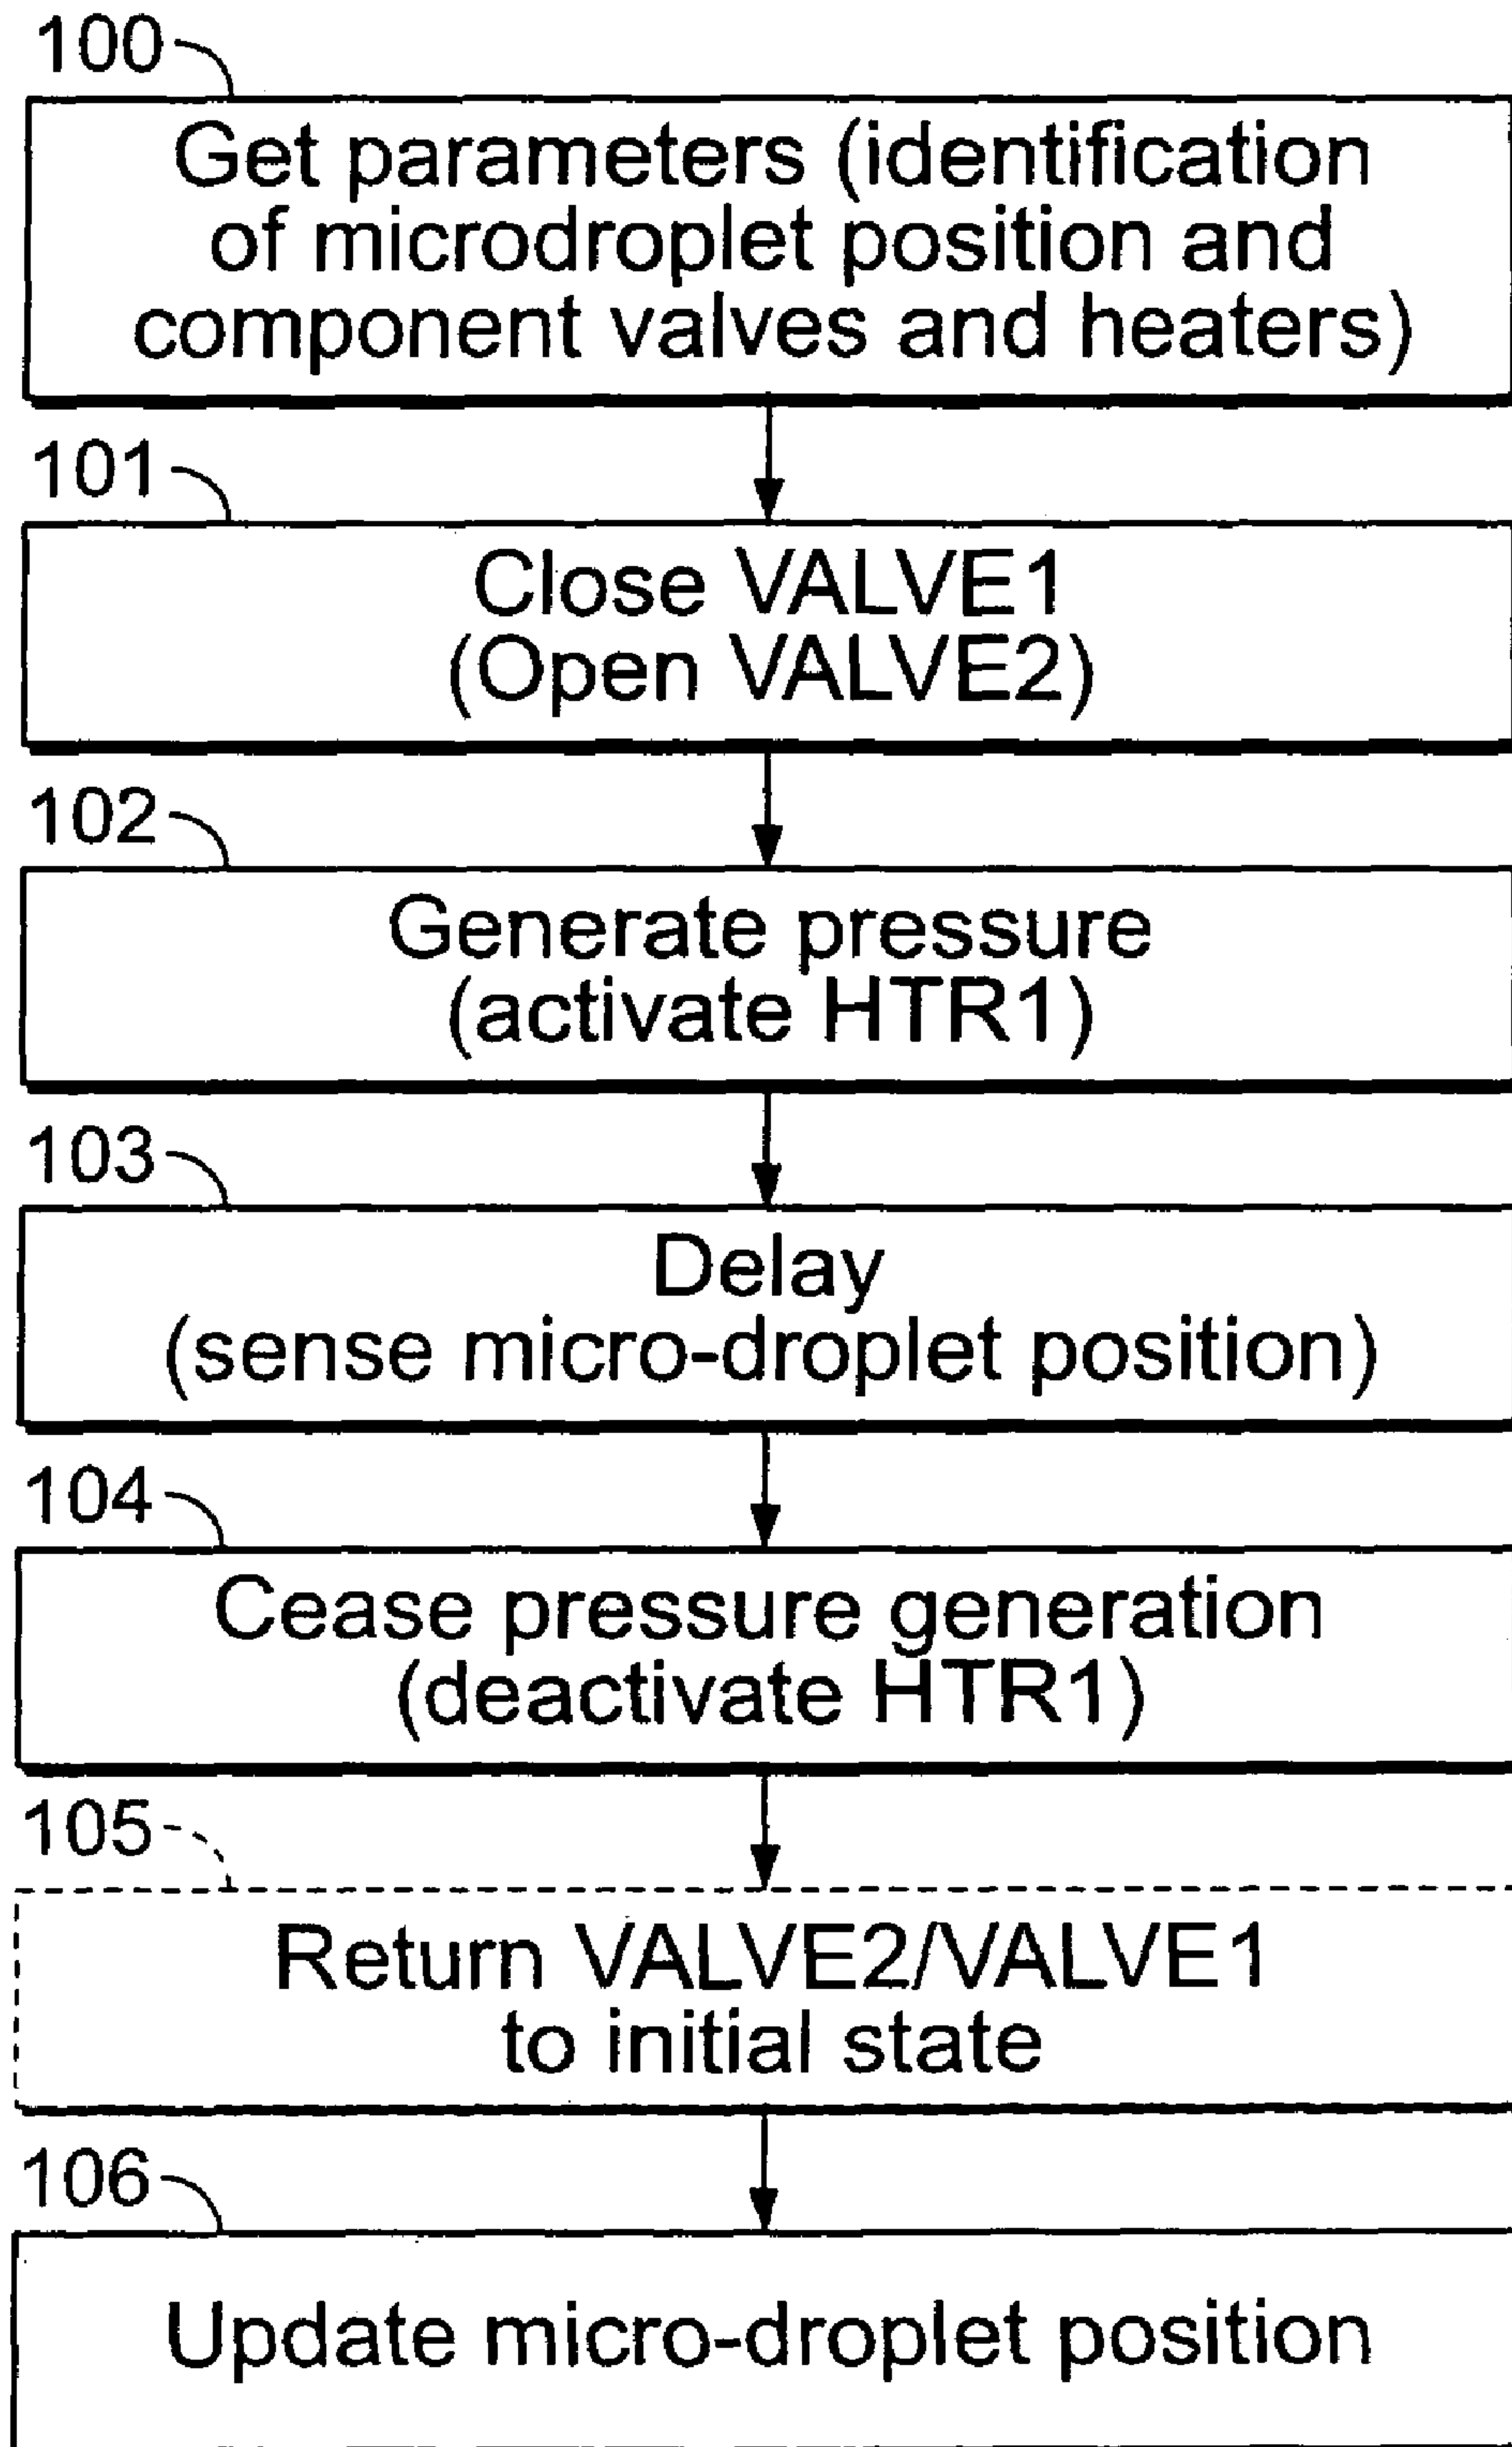 100
Get parameters (identification
of microdroplet position and
component valves and heaters)
101
Close VALVE1
(Open VALVE2)
102
Generate pressure
(activate HTR1)
103
Delay
(sense micro-droplet position)
104
Cease pressure generation
(deactivate HTR1)
105
Return VALVE2/VALVE1
to initial state
106
Update micro-droplet position